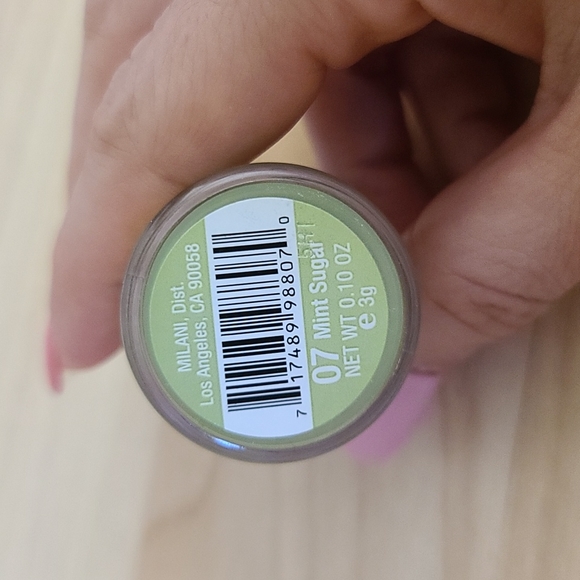 MILANI, Dist.
Los Angeles, CA 90058
7 17489 98807 0
07 Mint Sugar
NET WT 0.10 OZ
e 3g